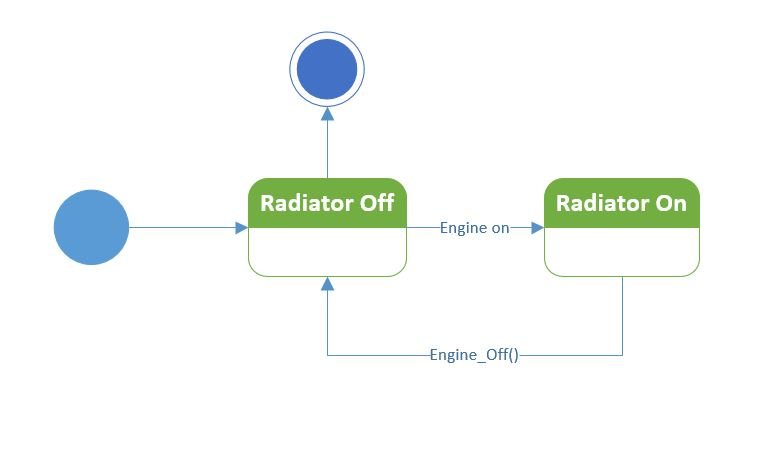 Radiator Off
Engine on
Radiator On
Engine_Off()